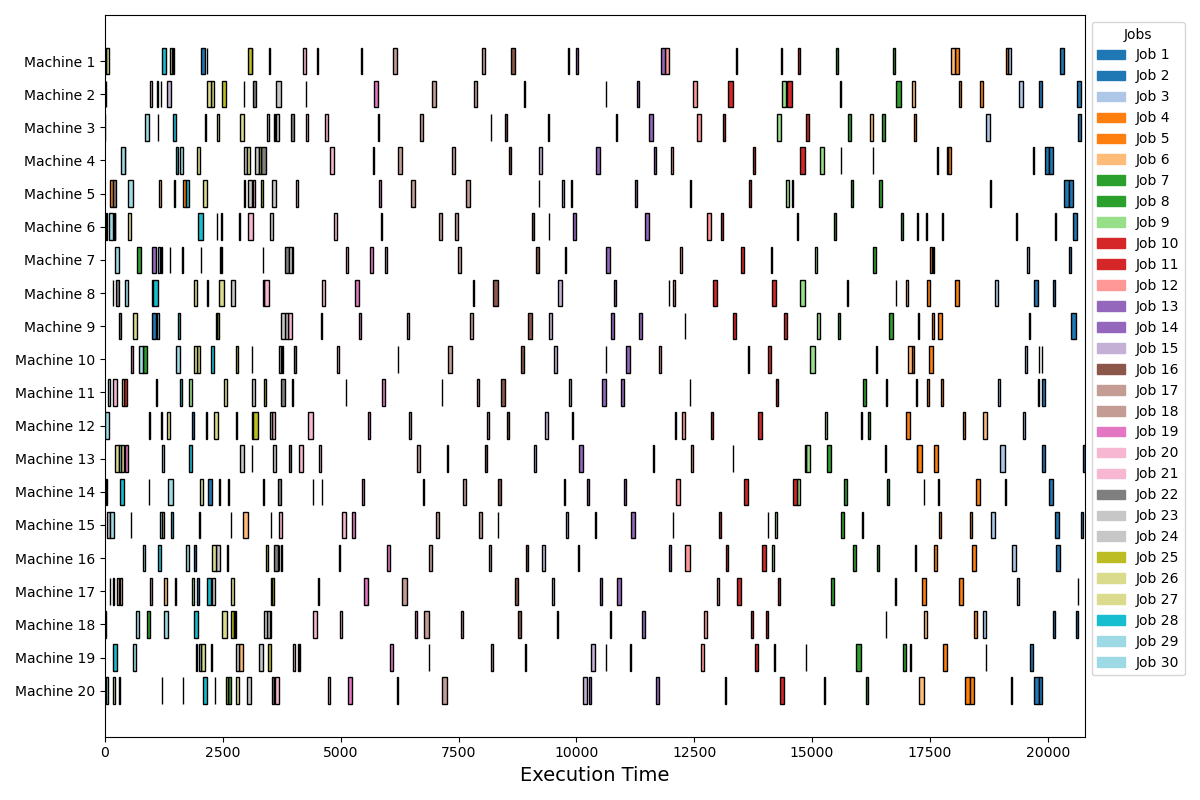 Machine 1
Machine 2
Machine 3
Machine 4
Machine 5
Machine 6
Machine 7
Machine 8
Machine 9
Machine 10
Machine 11
Machine 12
Machine 13
Machine 14
Machine 15
Machine 16
Machine 17
Machine 18
Machine 19
Machine 20
0 2500 5000 7500 10000 12500 15000 17500 20000
Execution Time
Jobs
Job 1
Job 2
Job 3
Job 4
Job 5
Job 6
Job 7
Job 8
Job 9
Job 10
Job 11
Job 12
Job 13
Job 14
Job 15
Job 16
Job 17
Job 18
Job 19
Job 20
Job 21
Job 22
Job 23
Job 24
Job 25
Job 26
Job 27
Job 28
Job 29
Job 30